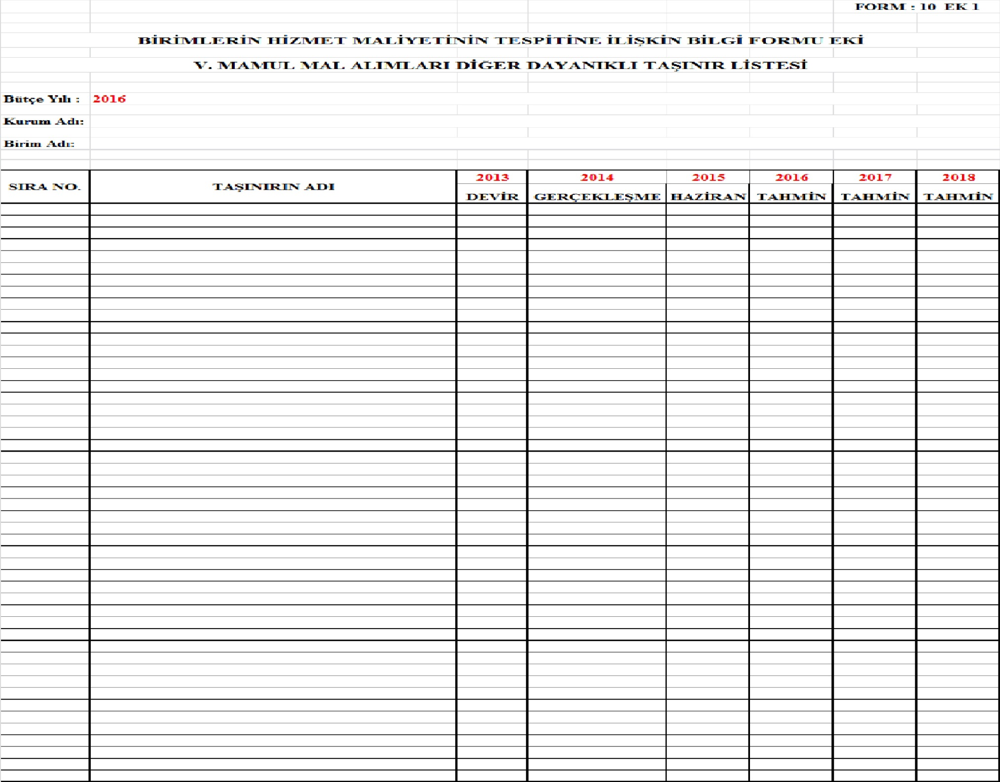 FORM : 10 EK 1
BİRİMLERİN HİZMET MALİYETİNİN TESPİTİNE İLİŞKİN BİLGİ FORMU EKİ
V. MAMUL MAL ALIMLARI DİĞER DAYANIKLI TAŞINIR LİSTESİ
Bütçe Yılı : 2016
Kurum Adı:
Birim Adı:
2013 2014 2015 2016 2017 2018
SIRA NO. TAŞINIRIN ADI
DEVİR GERÇEKLEŞME HAZİRAN TAHMİN TAHMİN TAHMİN